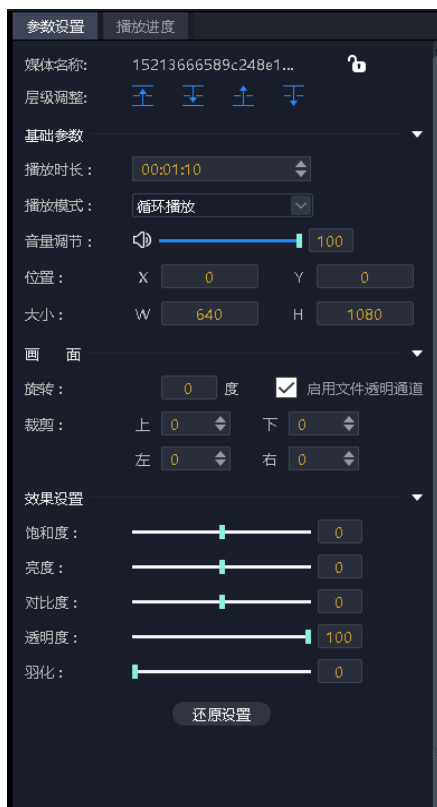 参数设置 播放进度
媒体名称: 15213666589c248e1...
层级调整:
基础参数
播放时长： 00:01:10
播放模式： 循环播放
音量调节： 100
位置： X 0 Y 0
大小： W 640 H 1080
画 面
旋转： 0 度 启用文件透明通道
裁剪： 上 0 下 0
左 0 右 0
效果设置
饱和度： 0
亮度： 0
对比度： 0
透明度： 100
羽化： 0
还原设置